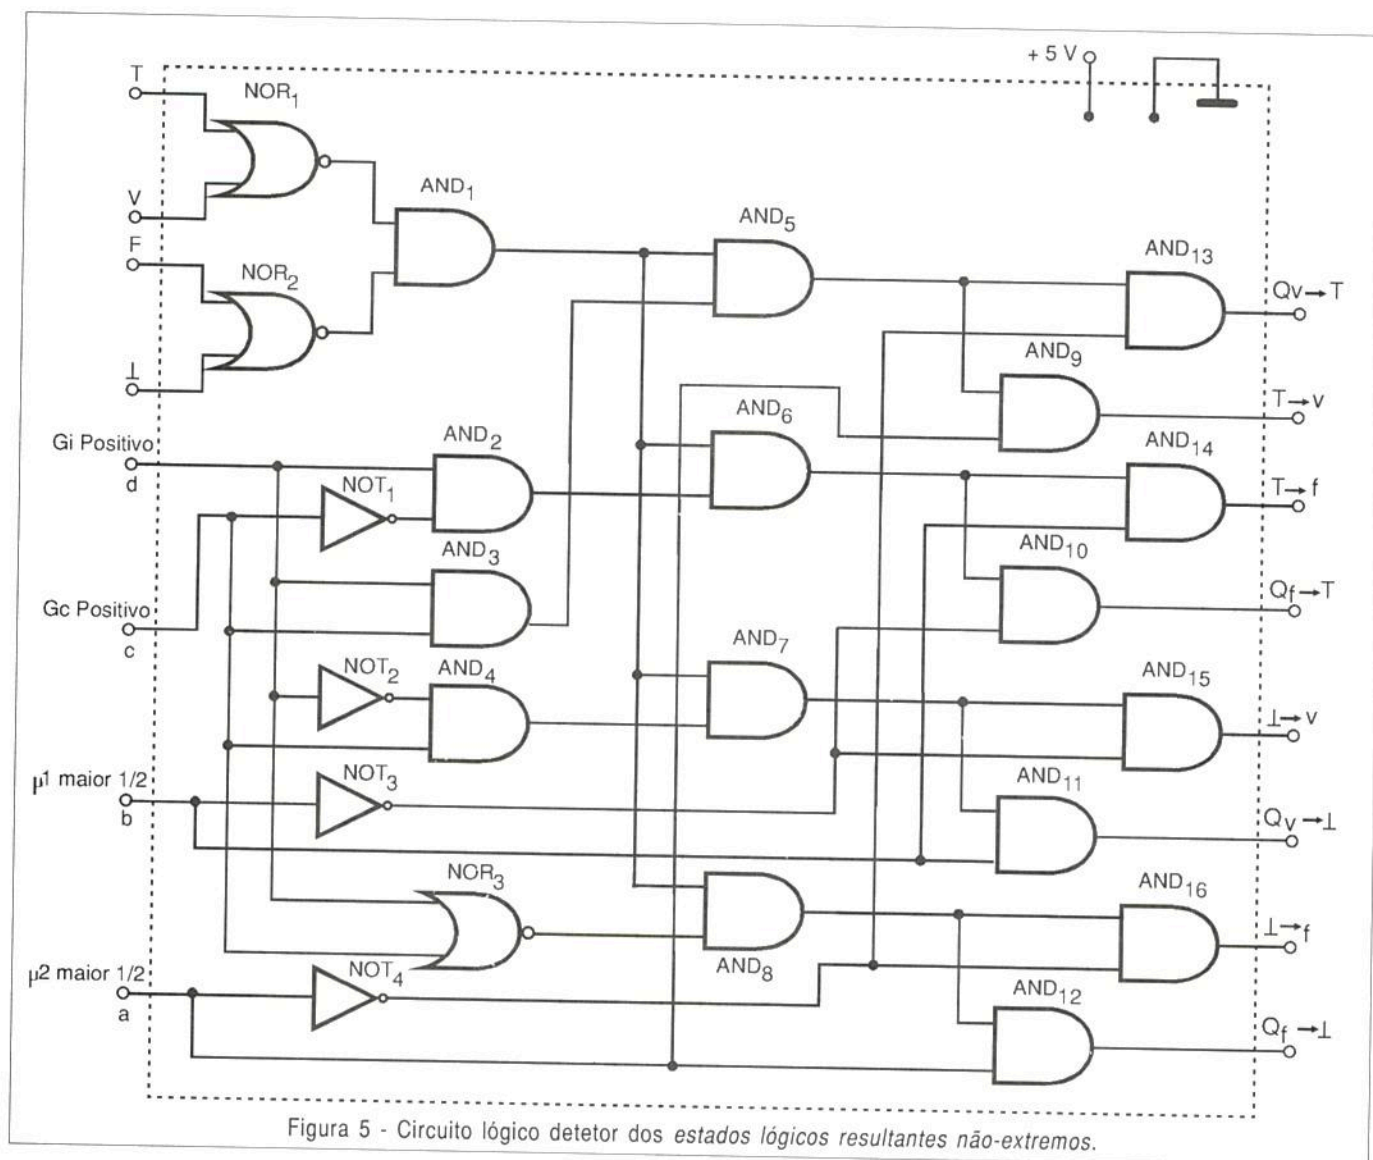 + 5 V
T
NOR1
V
AND1
F
NOR2
⊥
AND5
AND13
Qv→T
AND9
T→v
Gi Positivo
d
AND2
NOT1
AND6
AND14
T→f
AND3
AND10
Qf→T
Gc Positivo
c
NOT2
AND4
AND7
AND15
⊥→v
µ1 maior 1/2
b
NOT3
AND11
Qv→⊥
NOR3
AND8
AND16
⊥→f
µ2 maior 1/2
a
NOT4
AND12
Qf→⊥
Figura 5 - Circuito lógico detetor dos estados lógicos resultantes não-extremos.